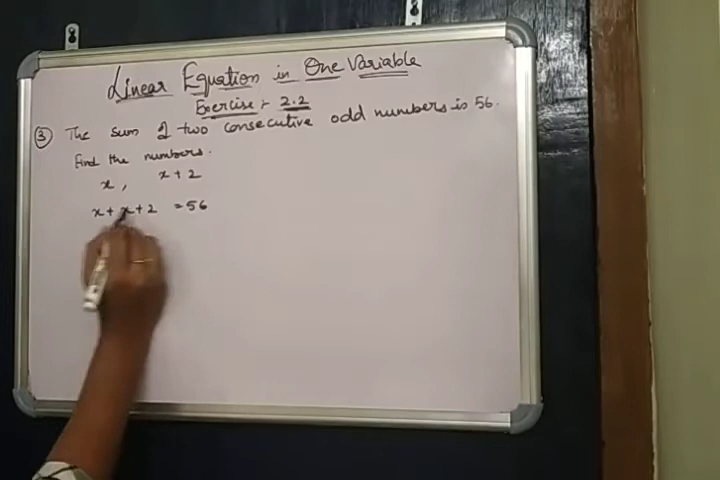 Linear Equation in One Variable
Exercise :- 2.2
③ The sum of two consecutive odd numbers is 56.
Find the numbers.
x, x + 2
x + x + 2 = 56